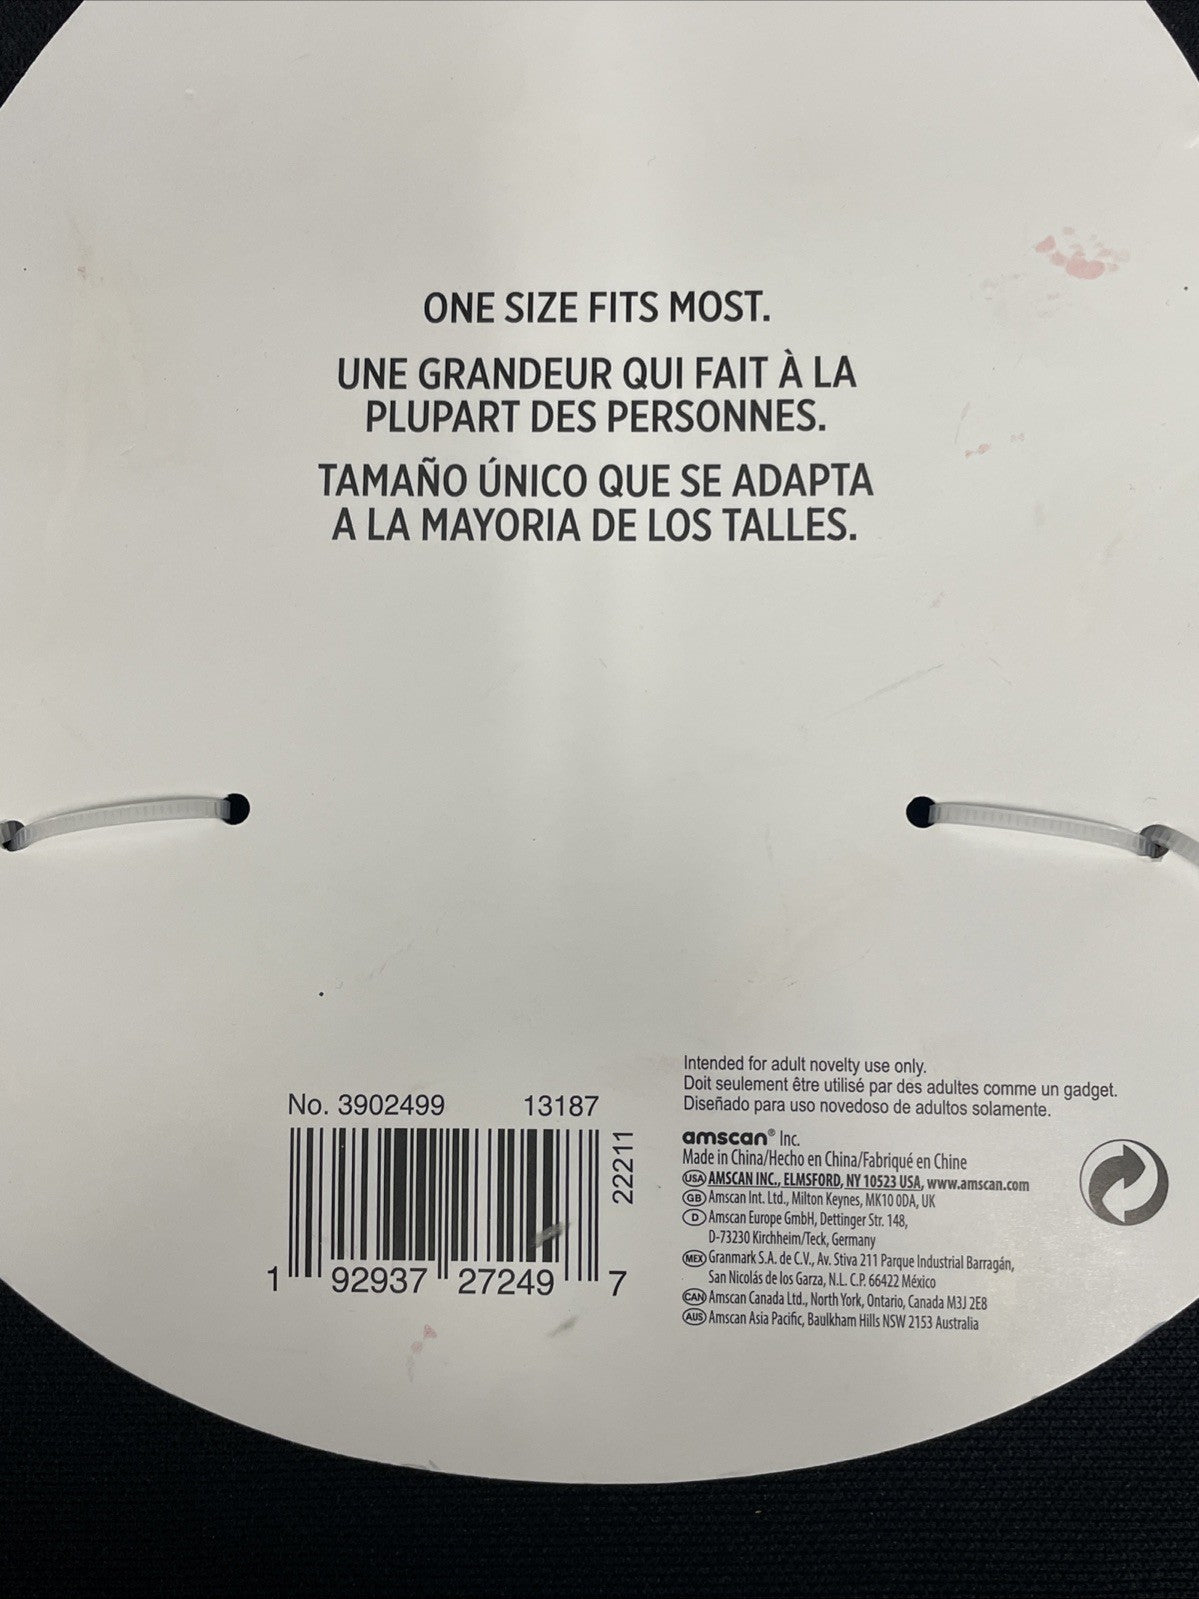 ONE SIZE FITS MOST.
UNE GRANDEUR QUI FAIT À LA
PLUPART DES PERSONNES.
TAMAÑO ÚNICO QUE SE ADAPTA
A LA MAYORIA DE LOS TALLES.
No. 3902499 13187
22211
1 92937 27249 7
Intended for adult novelty use only.
Doit seulement être utilisé par des adultes comme un gadget.
Diseñado para uso novedoso de adultos solamente.
amscan® Inc.
Made in China/Hecho en China/Fabriqué en Chine
USA AMSCAN INC., ELMSFORD, NY 10523 USA, www.amscan.com
GB Amscan Int. Ltd., Milton Keynes, MK10 0DA, UK
D Amscan Europe GmbH, Dettinger Str. 148,
D-73230 Kirchheim/Teck, Germany
MEX Granmark S.A. de C.V., Av. Stiva 211 Parque Industrial Barragán,
San Nicolás de los Garza, N.L. C.P. 66422 México
CAN Amscan Canada Ltd., North York, Ontario, Canada M3J 2E8
AUS Amscan Asia Pacific, Baulkham Hills NSW 2153 Australia